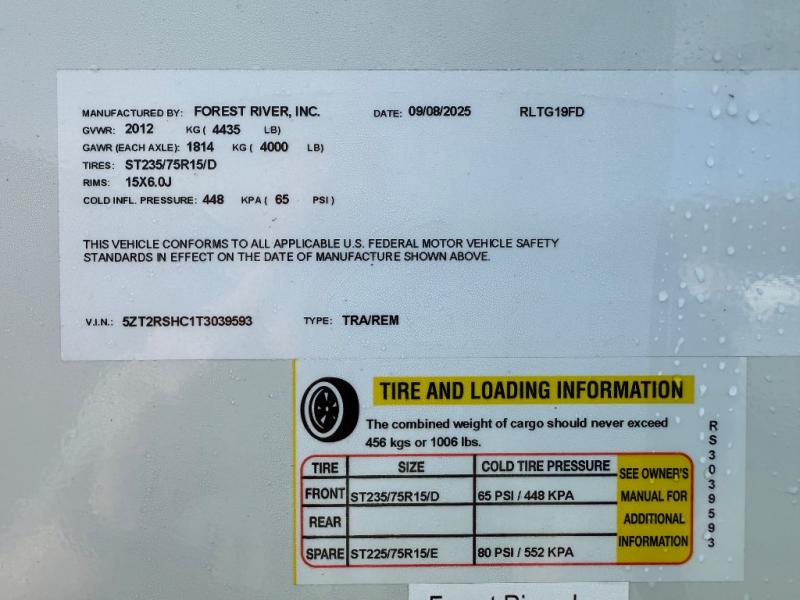 MANUFACTURED BY: FOREST RIVER, INC. DATE: 09/08/2025 RLTG19FD
GVWR: 2012 KG ( 4435 LB)
GAWR (EACH AXLE): 1814 KG ( 4000 LB)
TIRES: ST235/75R15/D
RIMS: 15X6.0J
COLD INFL. PRESSURE: 448 KPA ( 65 PSI )
THIS VEHICLE CONFORMS TO ALL APPLICABLE U.S. FEDERAL MOTOR VEHICLE SAFETY
STANDARDS IN EFFECT ON THE DATE OF MANUFACTURE SHOWN ABOVE.
V.I.N.: 5ZT2RSHC1T3039593 TYPE: TRA/REM
TIRE AND LOADING INFORMATION
The combined weight of cargo should never exceed
456 kgs or 1006 lbs.
TIRE SIZE COLD TIRE PRESSURE
FRONT ST235/75R15/D 65 PSI / 448 KPA
REAR
SPARE ST225/75R15/E 80 PSI / 552 KPA
SEE OWNER'S
MANUAL FOR
ADDITIONAL
INFORMATION
RS3039593